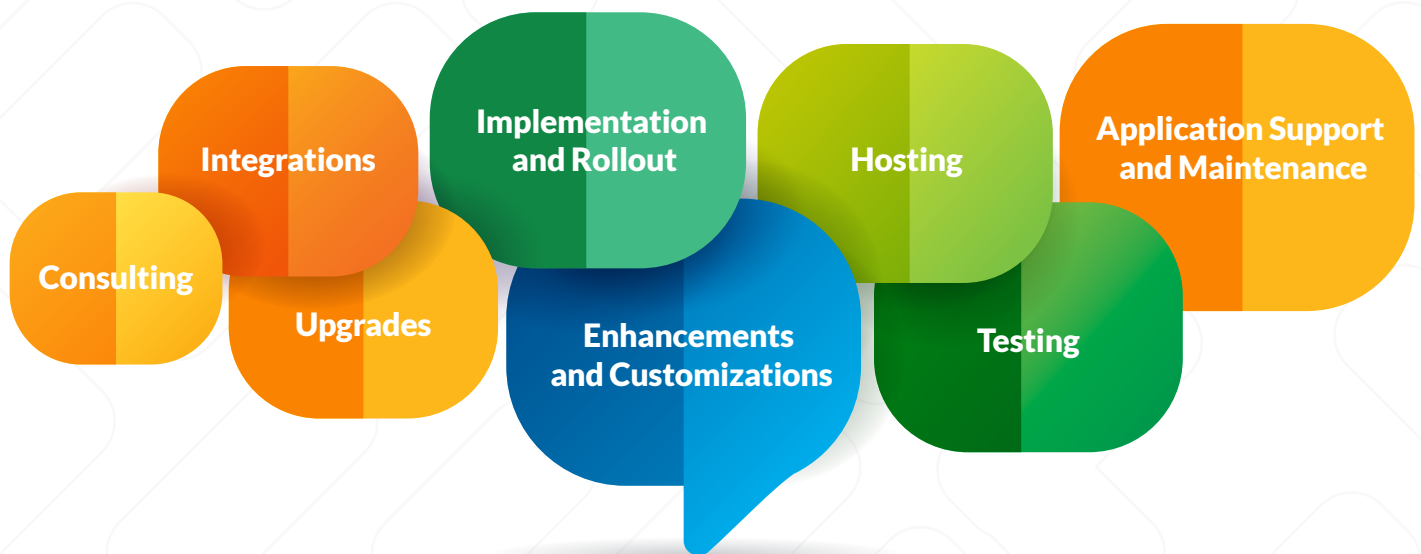 Consulting
Integrations
Upgrades
Implementation
and Rollout
Enhancements
and Customizations
Hosting
Testing
Application Support
and Maintenance